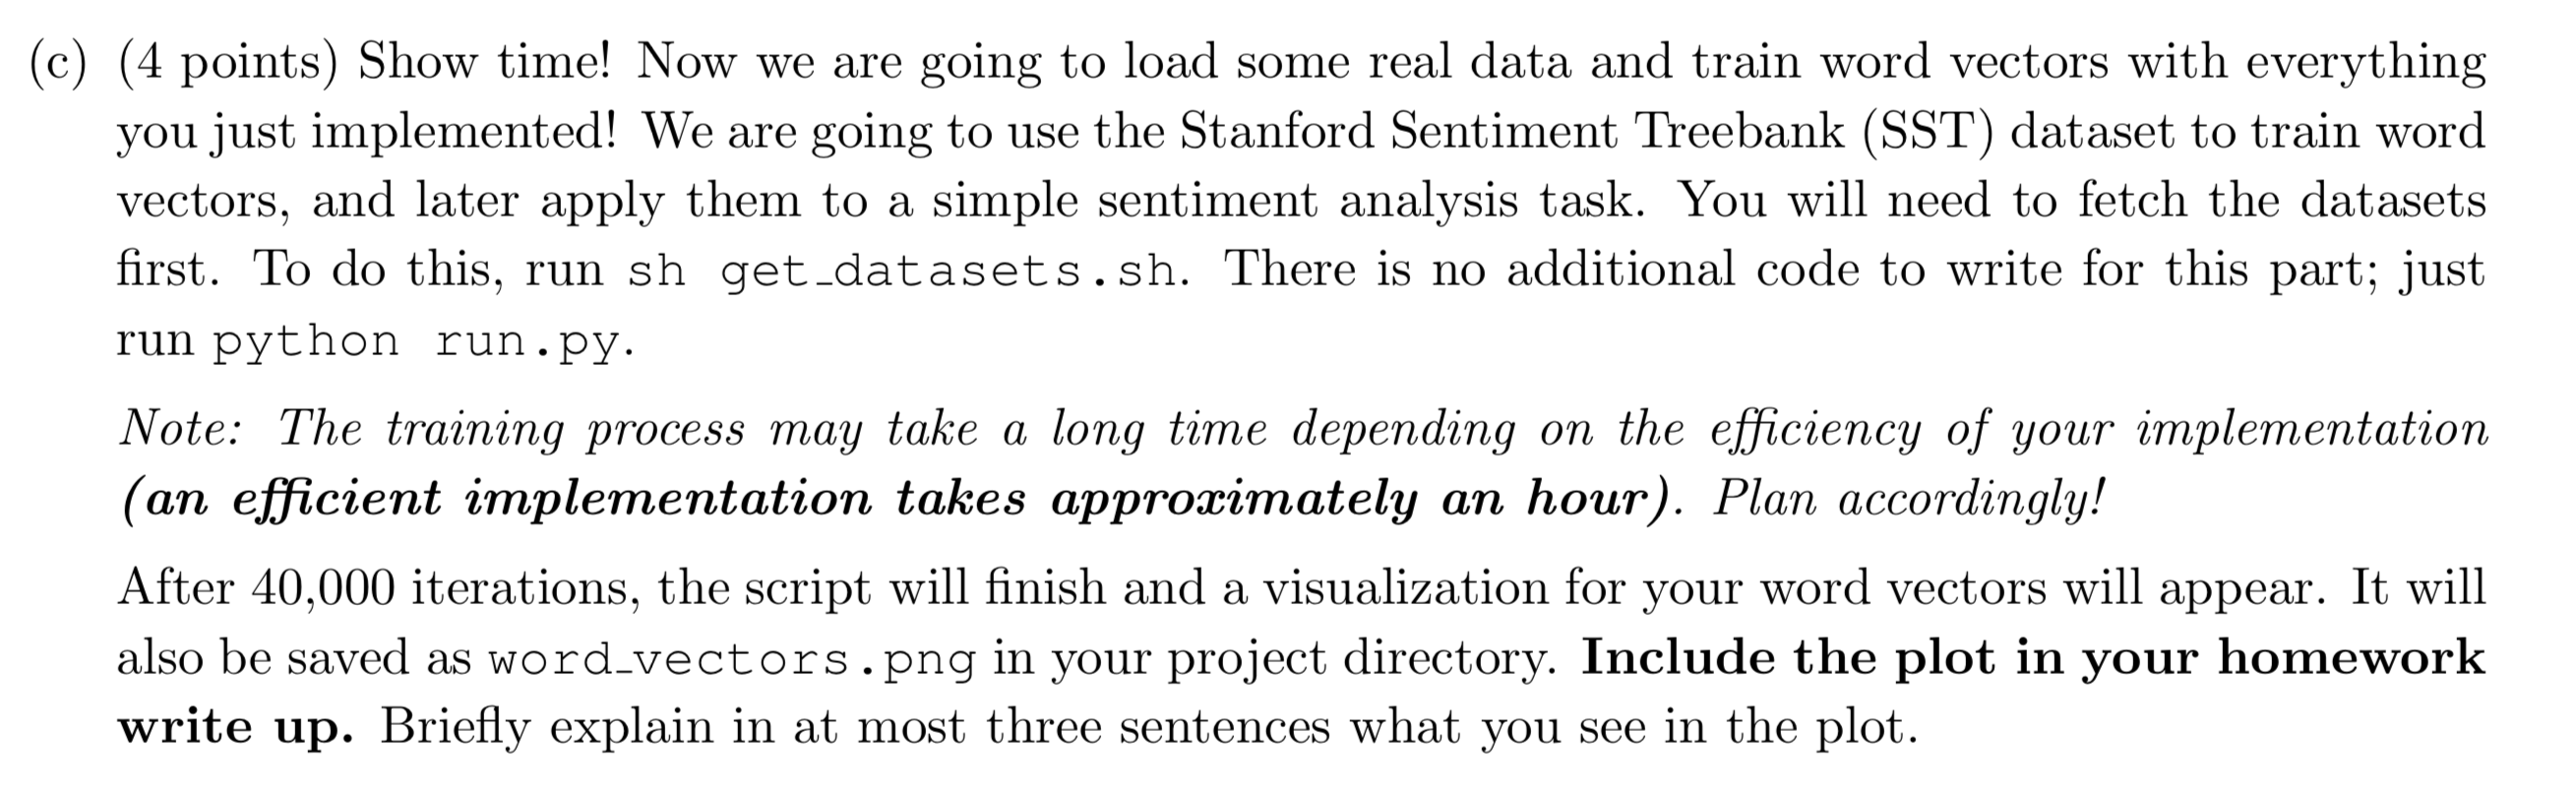 (c) (4 points) Show time! Now we are going to load some real data and train word vectors with everything
you just implemented! We are going to use the Stanford Sentiment Treebank (SST) dataset to train word
vectors, and later apply them to a simple sentiment analysis task. You will need to fetch the datasets
first. To do this, run sh get_datasets.sh. There is no additional code to write for this part; just
run python run.py.
Note: The training process may take a long time depending on the efficiency of your implementation
(an efficient implementation takes approximately an hour). Plan accordingly!
After 40,000 iterations, the script will finish and a visualization for your word vectors will appear. It will
also be saved as word_vectors.png in your project directory. Include the plot in your homework
write up. Briefly explain in at most three sentences what you see in the plot.